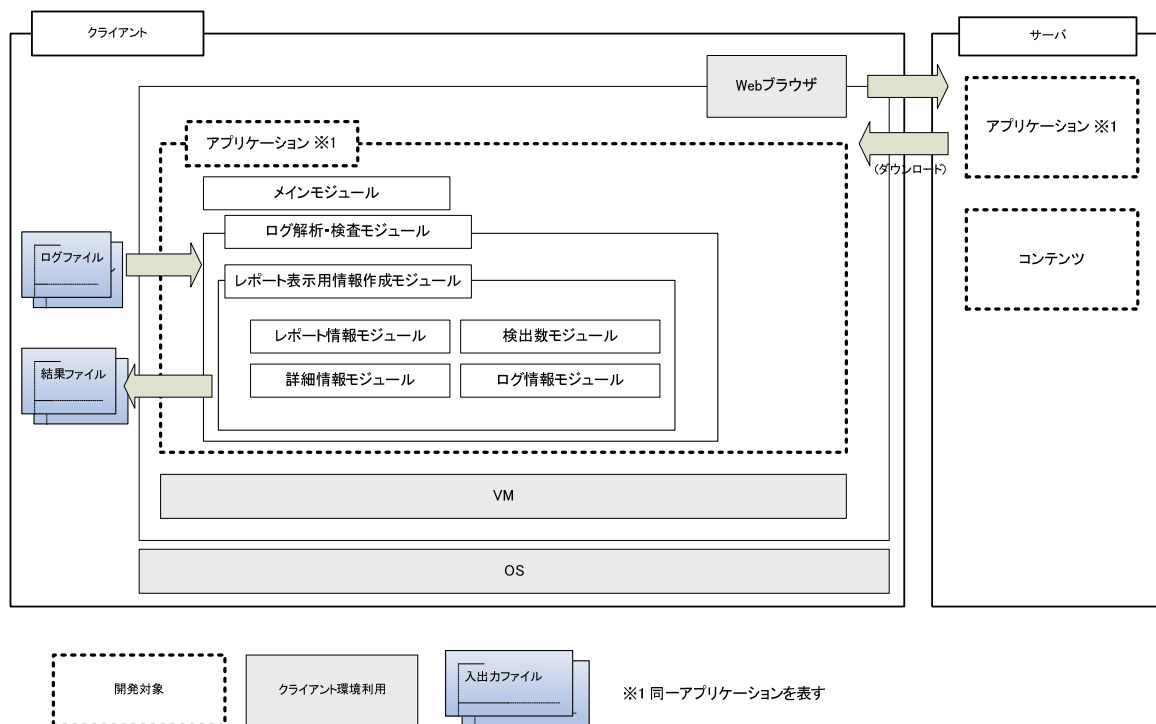 クライアント
サーバ
Webブラウザ
アプリケーション ※1
アプリケーション ※1
(ダウンロード)
メインモジュール
ログ解析・検査モジュール
ログファイル
レポート表示用情報作成モジュール
コンテンツ
レポート情報モジュール
検出数モジュール
結果ファイル
詳細情報モジュール
ログ情報モジュール
VM
OS
開発対象
クライアント環境利用
入出力ファイル
※1 同一アプリケーションを表す